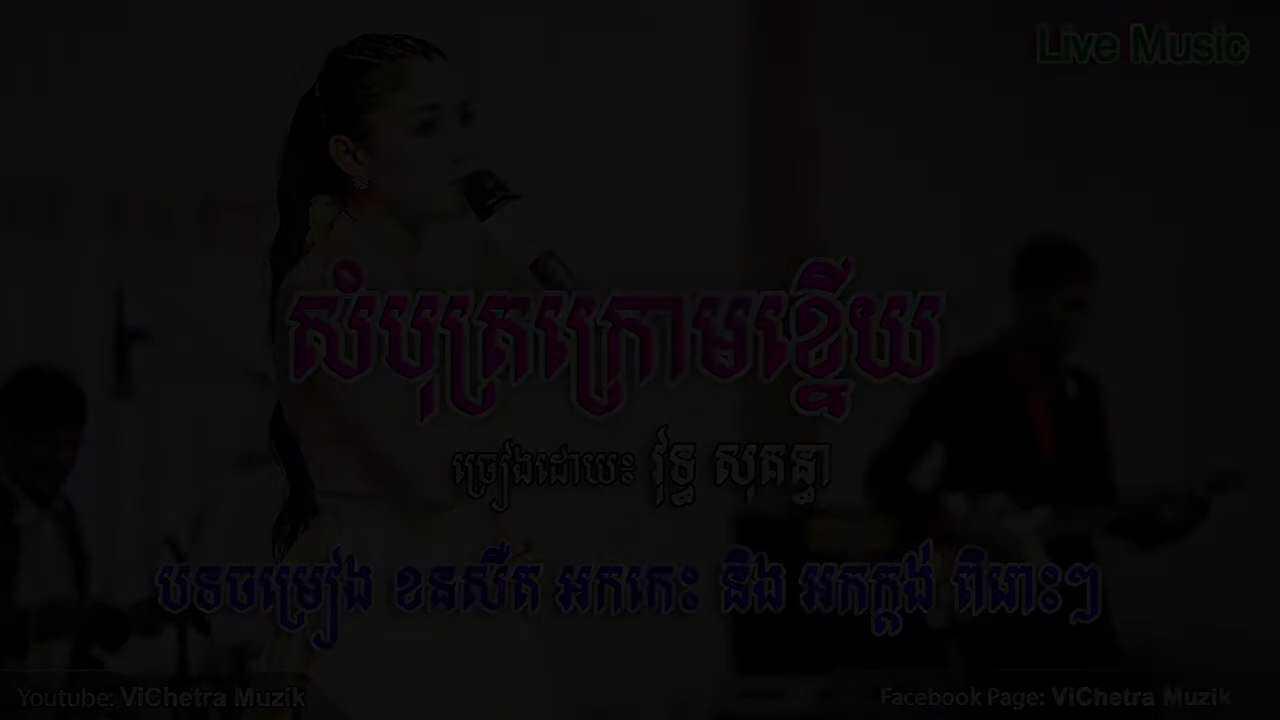 Live Music
សំបុត្រក្រោមខ្នើយ
ច្រៀងដោយ៖ រុទ្ធ សុគន្ធា
បទចម្រៀង ខនសឺត អកកេះ និង អកក្ដង់ ពិរោះៗ
Youtube: ViChetra Muzik
Facebook Page: ViChetra Muzik